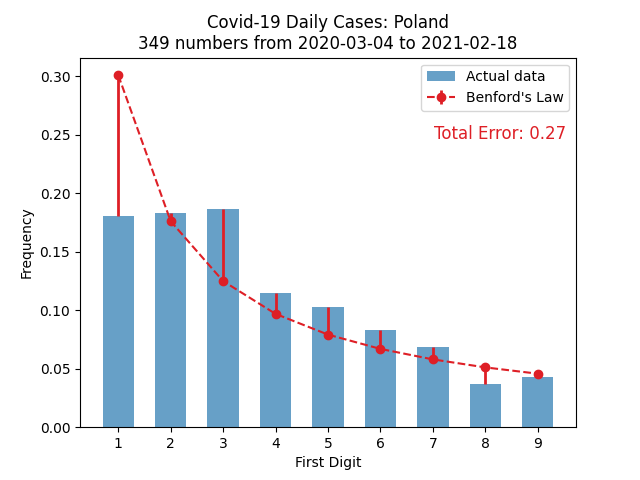 Covid-19 Daily Cases: Poland
349 numbers from 2020-03-04 to 2021-02-18
Actual data
Benford's Law
Total Error: 0.27
Frequency
0.30
0.25
0.20
0.15
0.10
0.05
0.00
1 2 3 4 5 6 7 8 9
First Digit